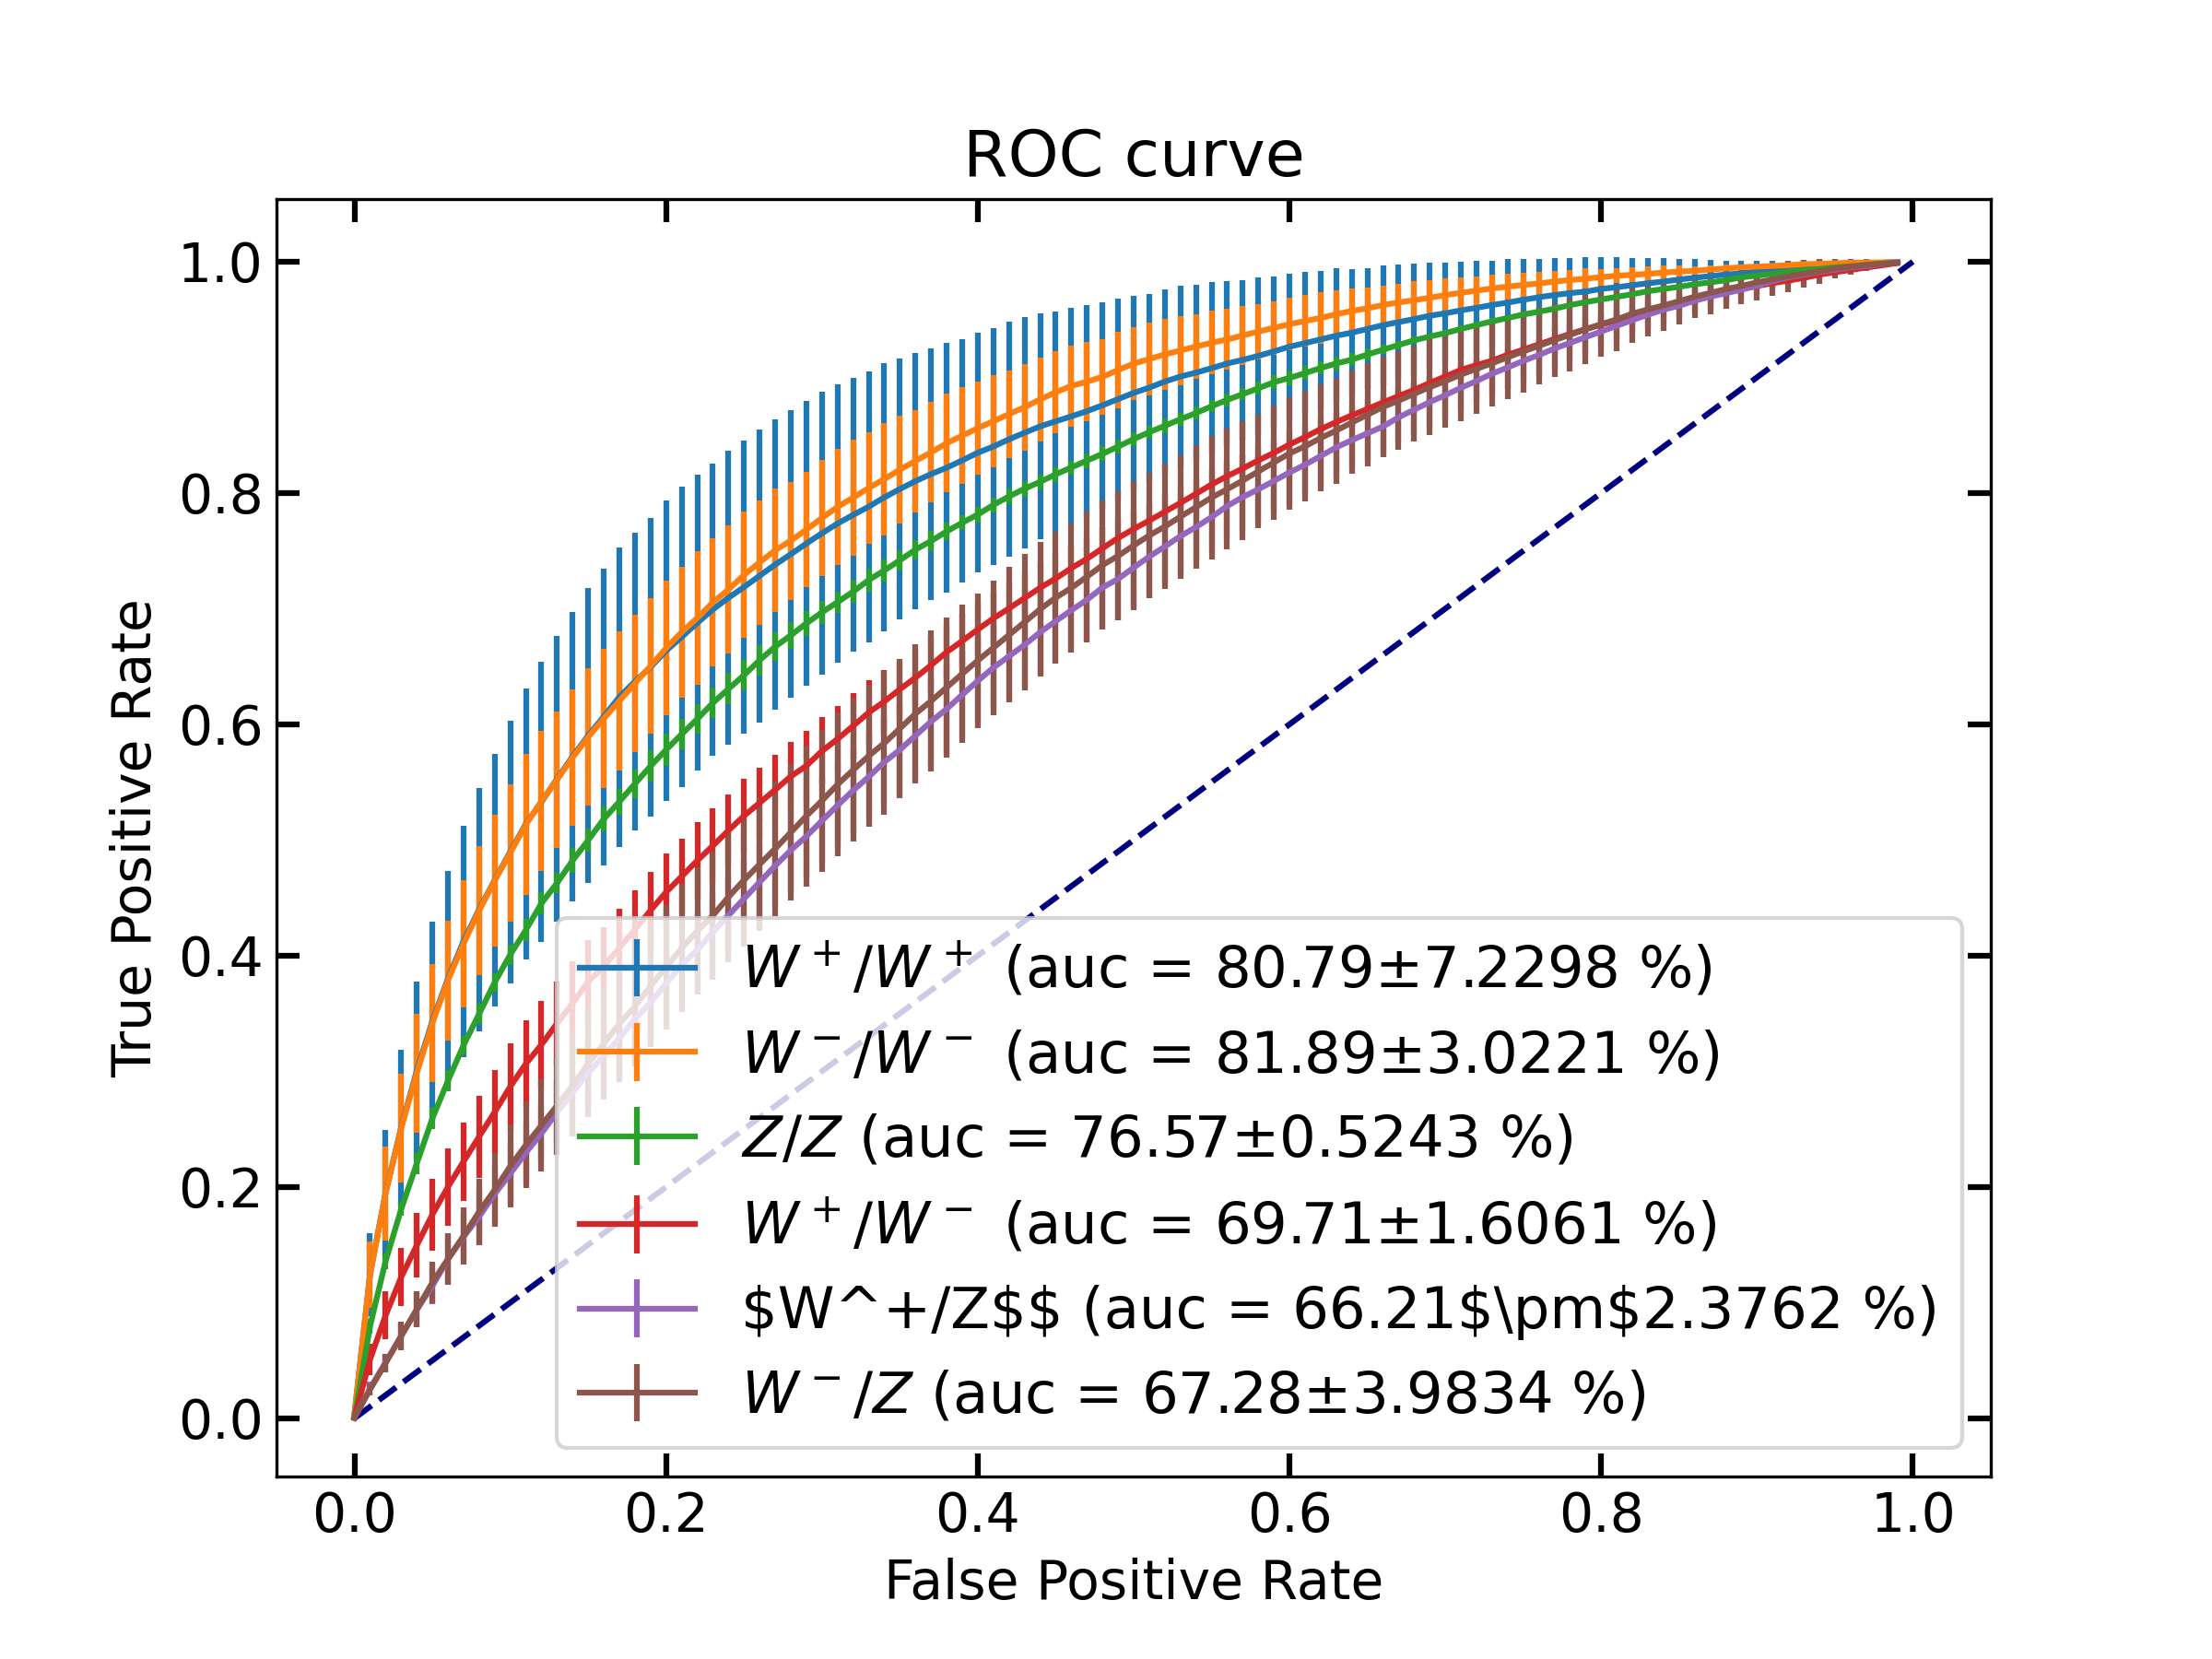 ROC curve
1.0
0.8
0.6
0.4
0.2
0.0
True Positive Rate
W⁺/W⁺ (auc = 80.79±7.2298 %)
W⁻/W⁻ (auc = 81.89±3.0221 %)
Z/Z (auc = 76.57±0.5243 %)
W⁺/W⁻ (auc = 69.71±1.6061 %)
$W^+/Z$$ (auc = 66.21$\pm$2.3762 %)
W⁻/Z (auc = 67.28±3.9834 %)
0.0 0.2 0.4 0.6 0.8 1.0
False Positive Rate